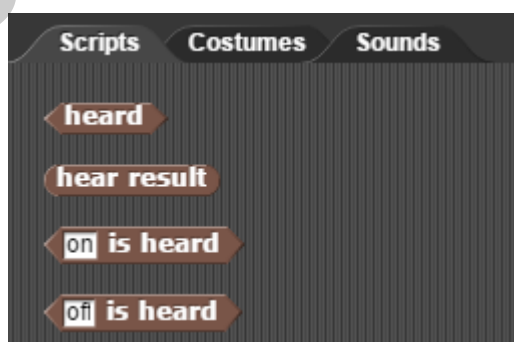 Scripts Costumes Sounds
heard
hear result
on is heard
off is heard